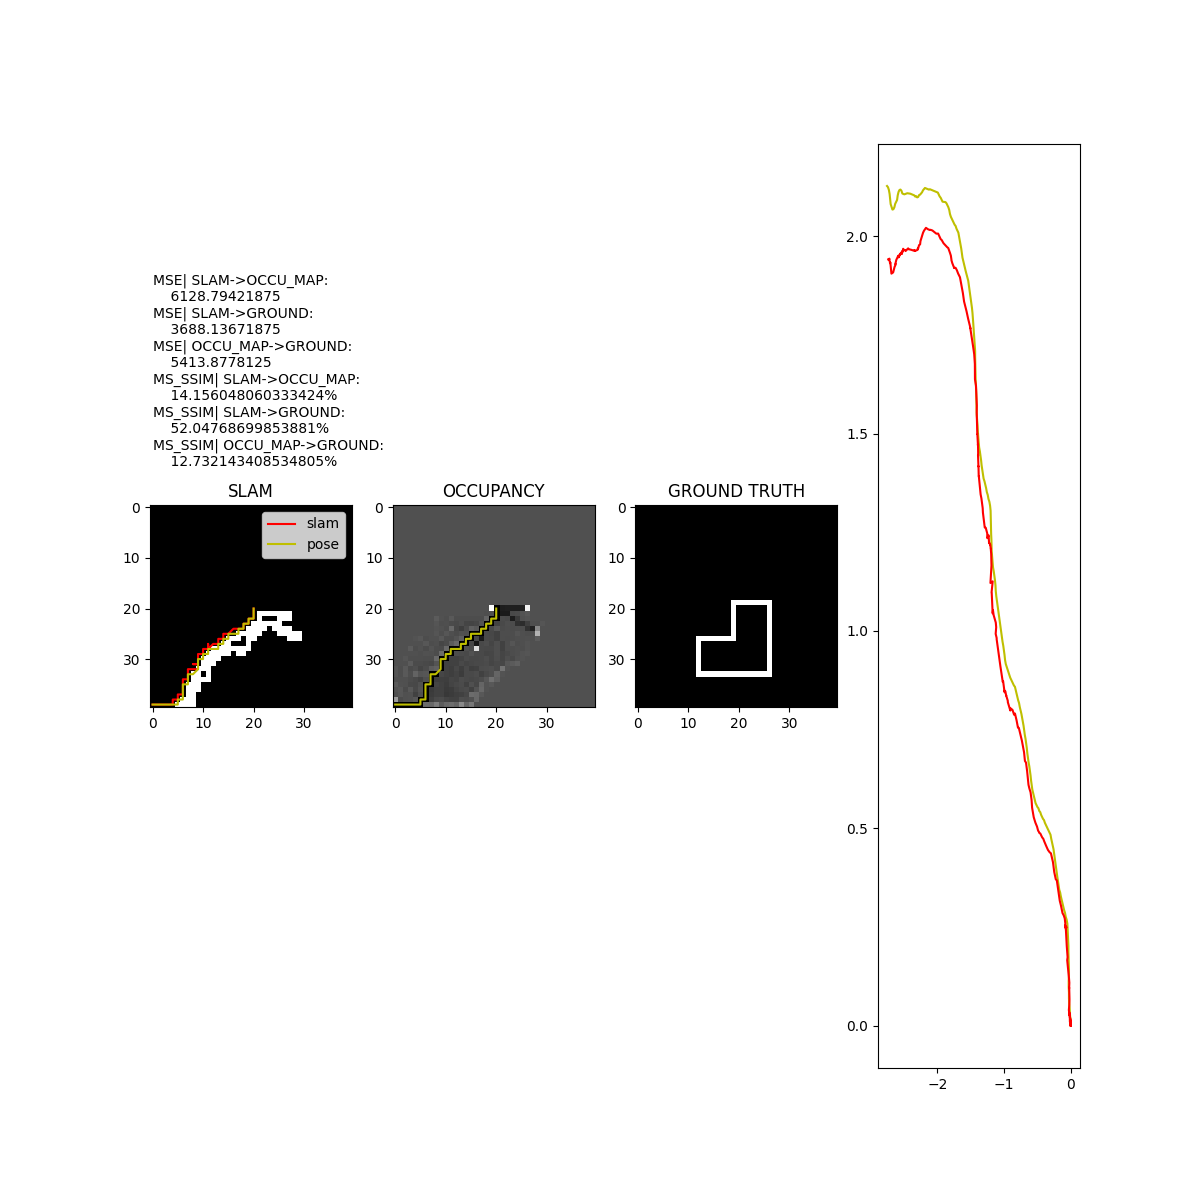 MSE| SLAM->OCCU_MAP:
6128.79421875
MSE| SLAM->GROUND:
3688.13671875
MSE| OCCU_MAP->GROUND:
5413.8778125
MS_SSIM| SLAM->OCCU_MAP:
14.156048060333424%
MS_SSIM| SLAM->GROUND:
52.04768699853881%
MS_SSIM| OCCU_MAP->GROUND:
12.732143408534805%
SLAM
slam
pose
0
10
20
30
0 10 20 30
OCCUPANCY
0
10
20
30
0 10 20 30
GROUND TRUTH
0
10
20
30
0 10 20 30
2.0
1.5
1.0
0.5
0.0
−2 −1 0